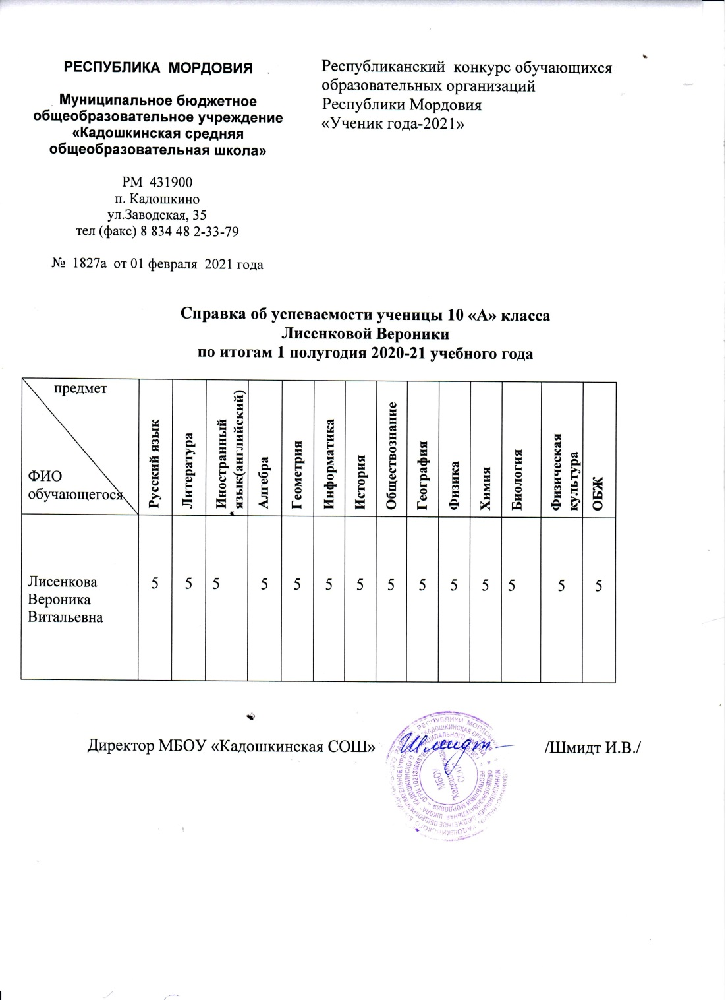 РЕСПУБЛИКА МОРДОВИЯ
Муниципальное бюджетное
общеобразовательное учреждение
«Кадошкинская средняя
общеобразовательная школа»
РМ 431900
п. Кадошкино
ул.Заводская, 35
тел (факс) 8 834 48 2-33-79
№ 1827а от 01 февраля 2021 года
Республиканский конкурс обучающихся
образовательных организаций
Республики Мордовия
«Ученик года-2021»
Справка об успеваемости ученицы 10 «А» класса
Лисенковой Вероники
по итогам 1 полугодия 2020-21 учебного года
предмет
ФИО
обучающегося
Русский язык
Литература
Иностранный
язык(английский)
Алгебра
Геометрия
Информатика
История
Обществознание
География
Физика
Химия
Биология
Физическая
культура
ОБЖ
Лисенкова
Вероника
Витальевна
5 5 5 5 5 5 5 5 5 5 5 5 5 5
Директор МБОУ «Кадошкинская СОШ»
Шмидт
/Шмидт И.В./
МБОУ
"Кадошкинская
СОШ"